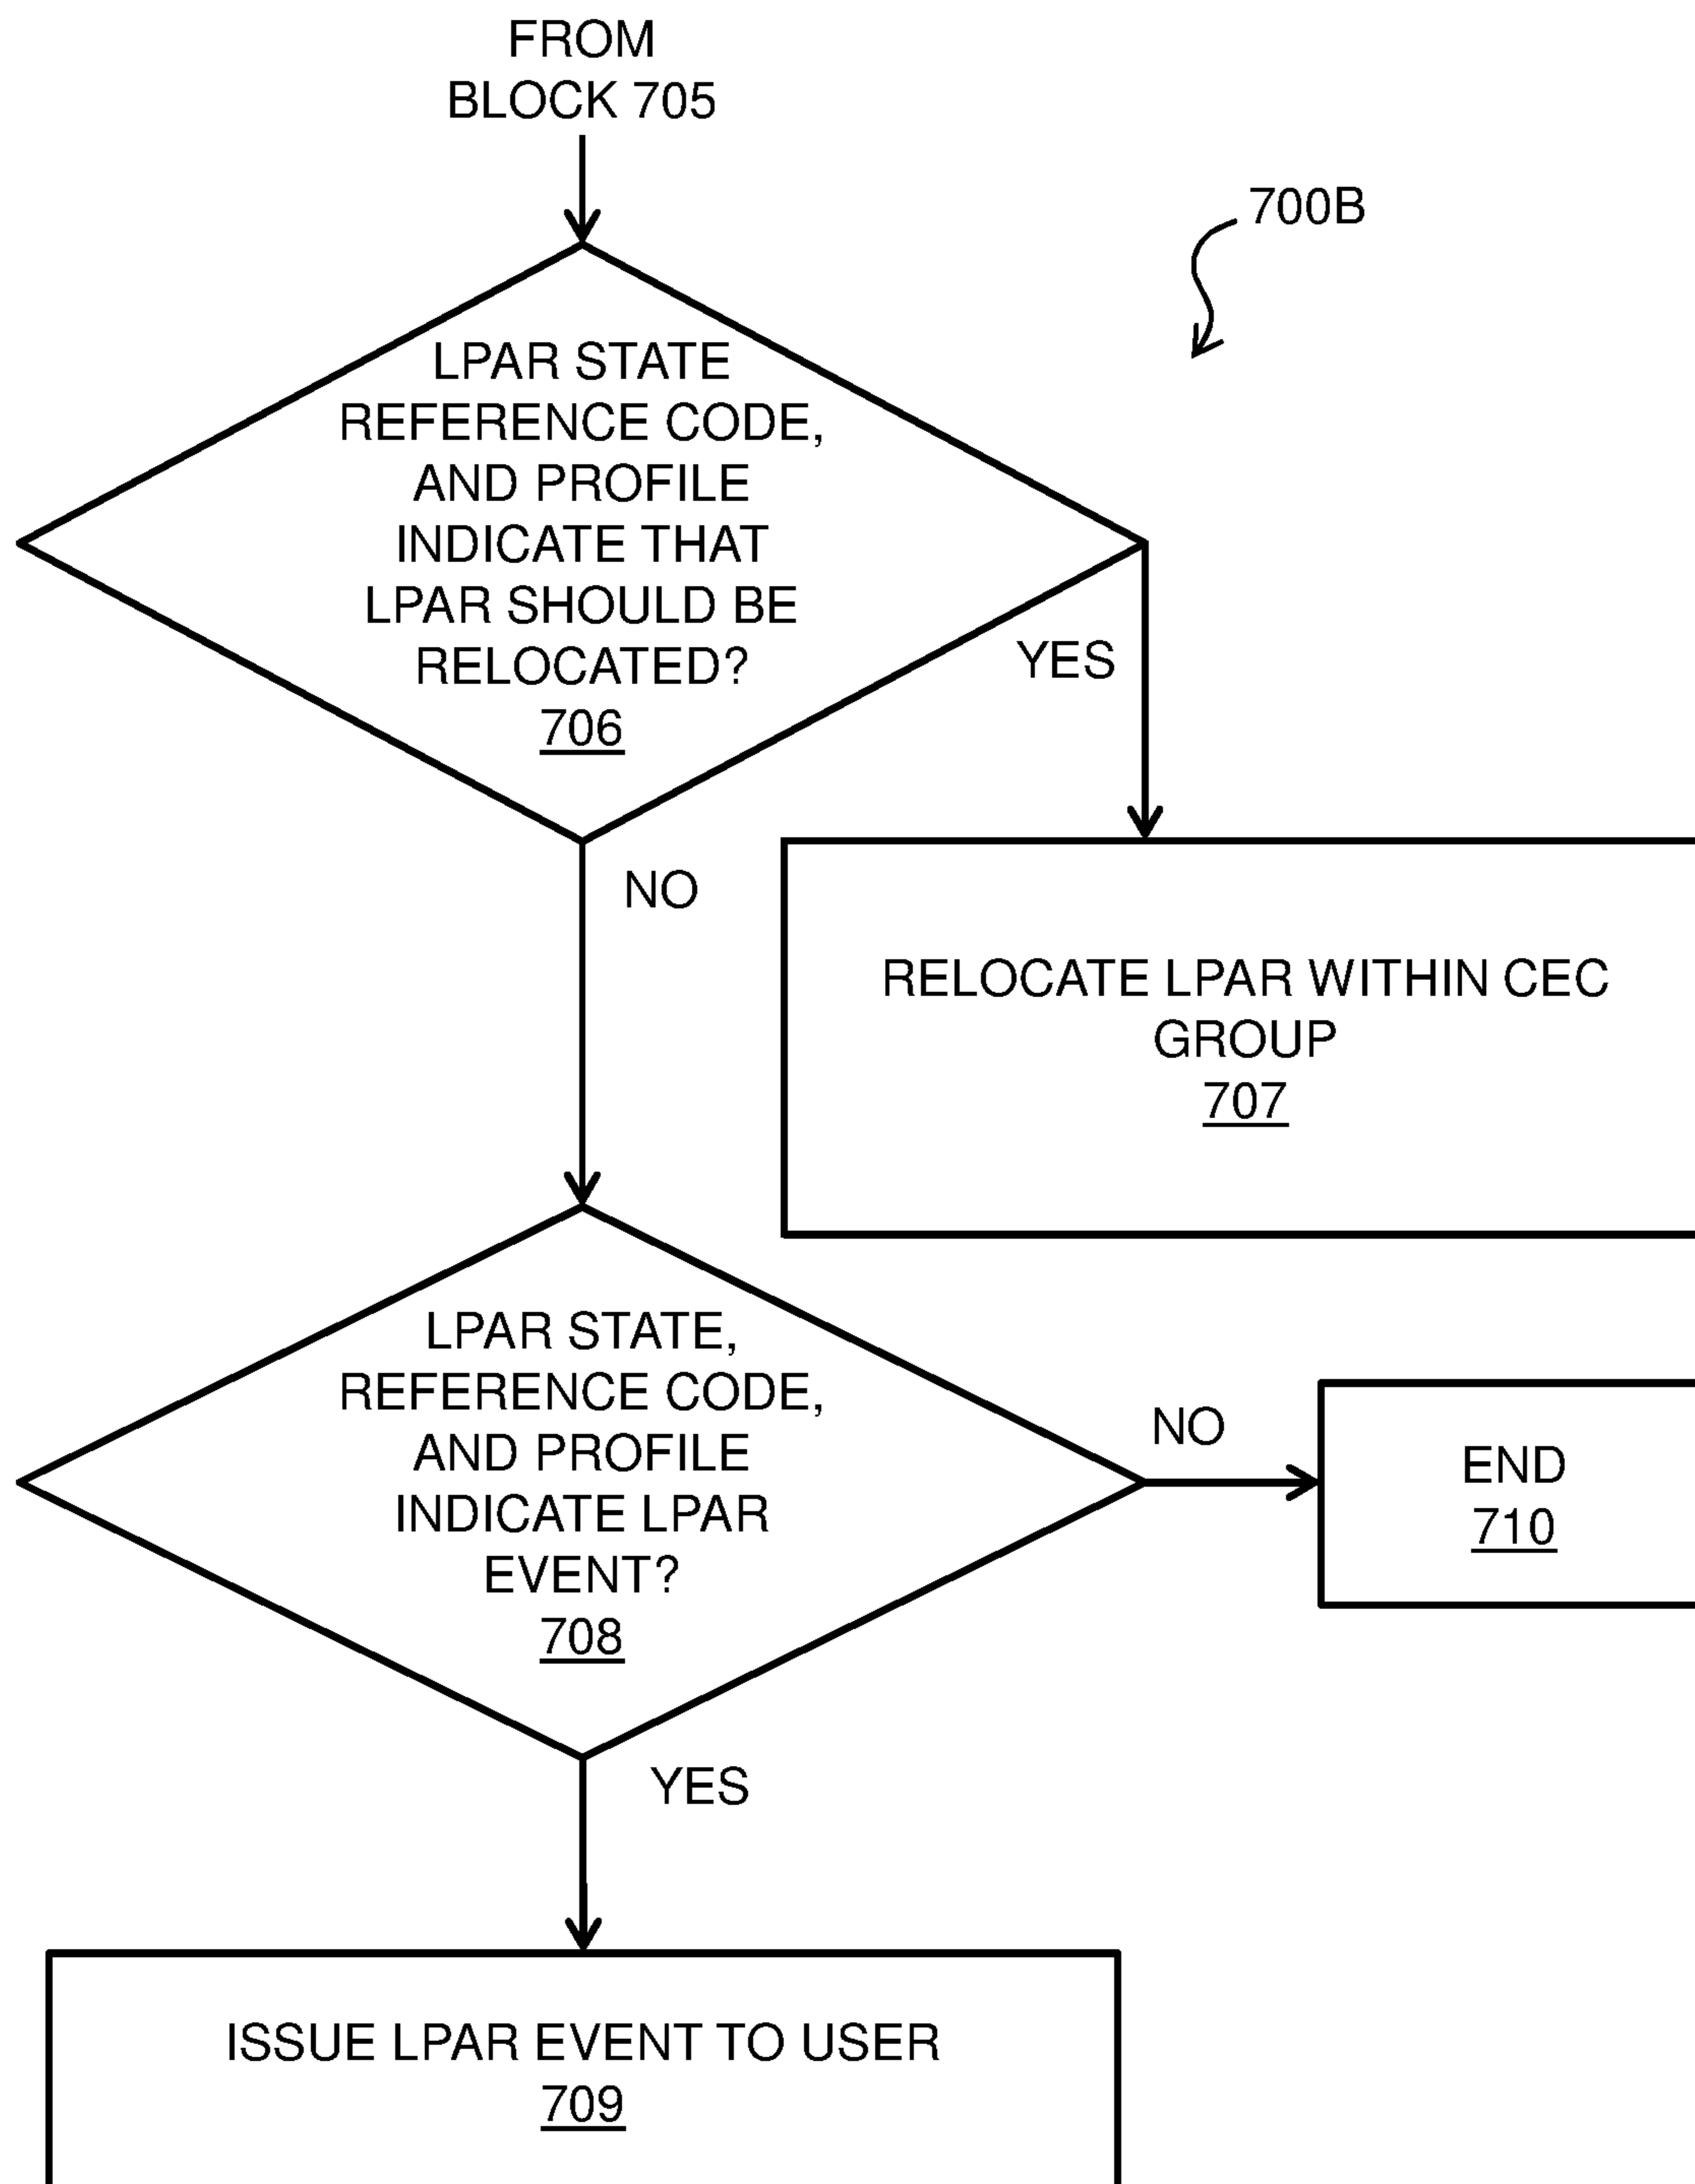 FROM
BLOCK 705
700B
LPAR STATE
REFERENCE CODE,
AND PROFILE
INDICATE THAT
LPAR SHOULD BE
RELOCATED?
706
YES
NO
RELOCATE LPAR WITHIN CEC
GROUP
707
LPAR STATE,
REFERENCE CODE,
AND PROFILE
INDICATE LPAR
EVENT?
708
NO
END
710
YES
ISSUE LPAR EVENT TO USER
709